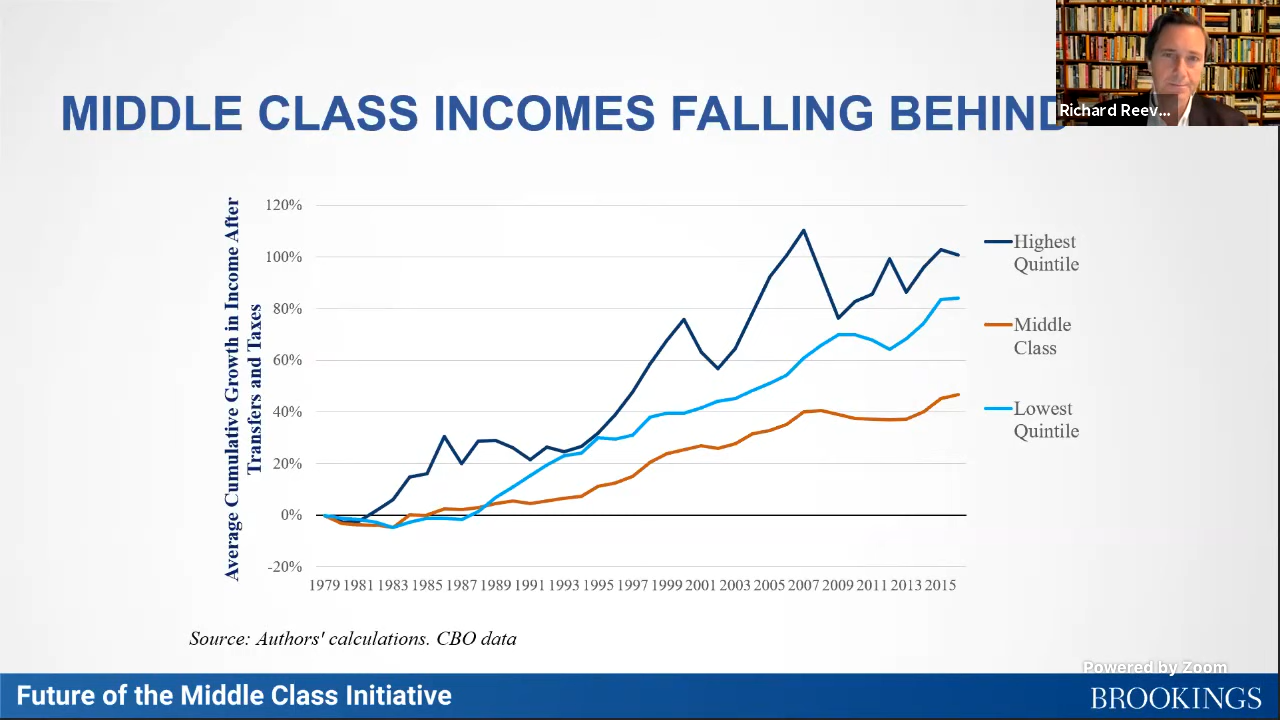 MIDDLE CLASS INCOMES FALLING BEHIND
Richard Reev...
Average Cumulative Growth in Income After
Transfers and Taxes
120%
100%
80%
60%
40%
20%
0%
-20%
1979 1981 1983 1985 1987 1989 1991 1993 1995 1997 1999 2001 2003 2005 2007 2009 2011 2013 2015
Highest
Quintile
Middle
Class
Lowest
Quintile
Source: Authors' calculations. CBO data
Powered by Zoom
Future of the Middle Class Initiative
BROOKINGS